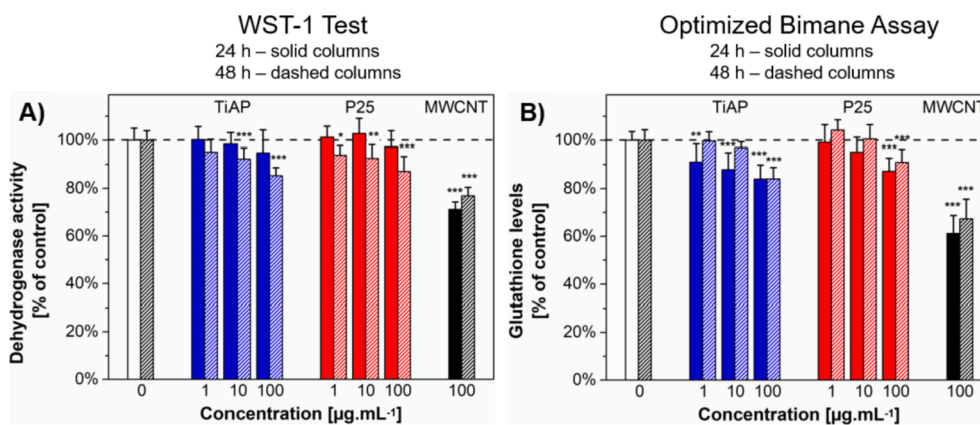 WST-1 Test
24 h – solid columns
48 h – dashed columns
A)
TiAP P25 MWCNT
Dehydrogenase activity
[% of control]
100%
80%
60%
40%
20%
0%
*** *** * ** *** *** ***
0 1 10 100 1 10 100 100
Concentration [µg.mL-1]
Optimized Bimane Assay
24 h – solid columns
48 h – dashed columns
B)
TiAP P25 MWCNT
Glutathione levels
[% of control]
100%
80%
60%
40%
20%
0%
** *** *** *** *** *** *** ***
0 1 10 100 1 10 100 100
Concentration [µg.mL-1]